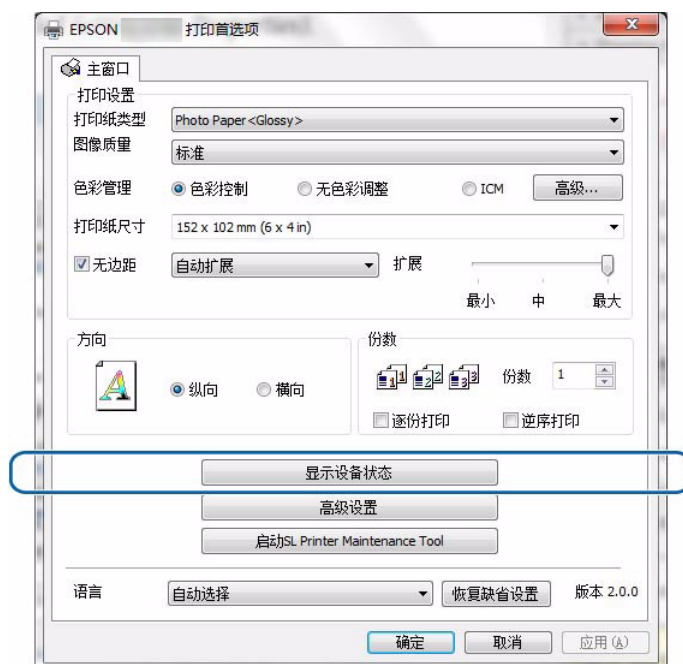 EPSON 打印首选项
主窗口
打印设置
打印纸类型 Photo Paper<Glossy>
图像质量 标准
色彩管理 色彩控制 无色彩调整 ICM 高级...
打印纸尺寸 152 x 102 mm (6 x 4 in)
无边距 自动扩展 扩展
最小 中 最大
方向
纵向 横向
份数
1 1 2 2 3 3 份数 1
逐份打印 逆序打印
显示设备状态
高级设置
启动SL Printer Maintenance Tool
语言 自动选择 恢复缺省设置 版本 2.0.0
确定 取消 应用(A)